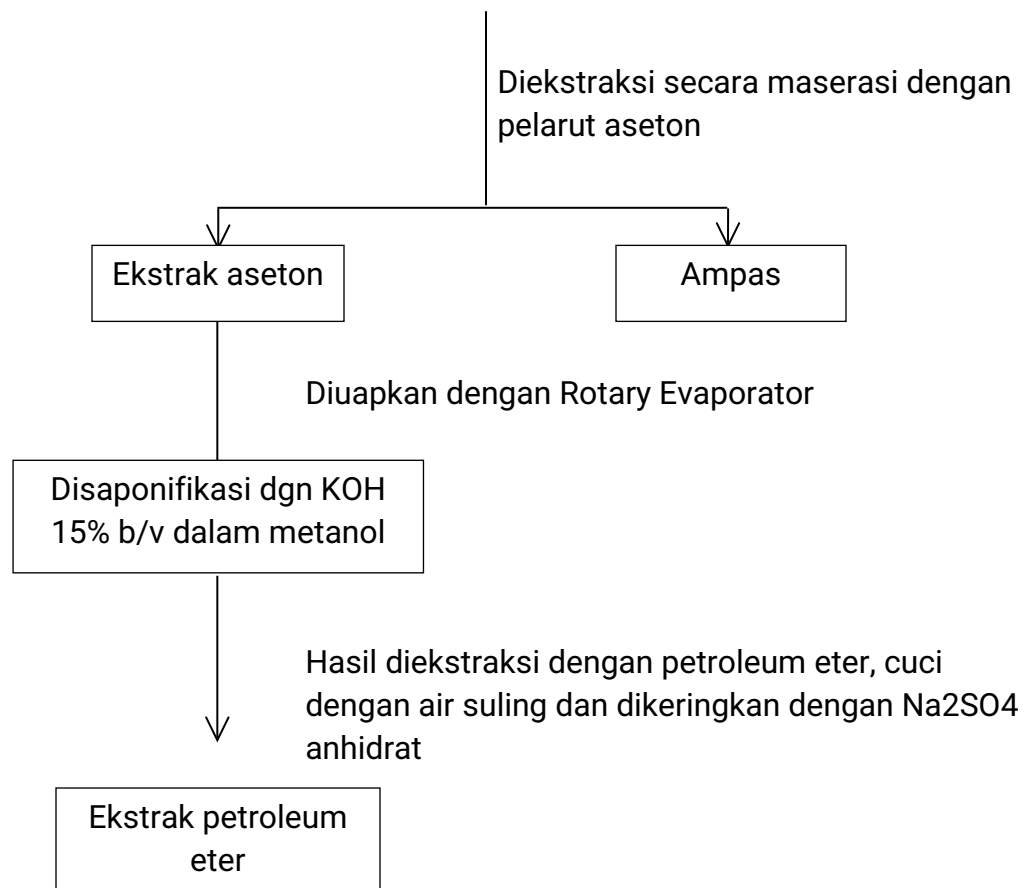 Diekstraksi secara maserasi dengan
pelarut aseton
Ekstrak aseton
Ampas
Diuapkan dengan Rotary Evaporator
Disaponifikasi dgn KOH
15% b/v dalam metanol
Hasil diekstraksi dengan petroleum eter, cuci
dengan air suling dan dikeringkan dengan Na2SO4
anhidrat
Ekstrak petroleum
eter